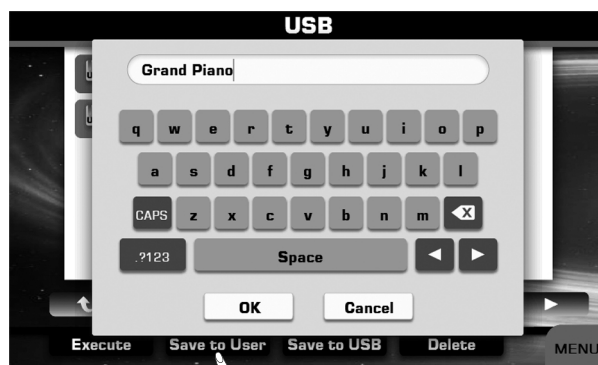 USB
Grand Piano
q w e r t y u i o p
a s d f g h j k l
CAPS z x c v b n m X
.?123 Space
OK Cancel
Execute Save to User Save to USB Delete MENU